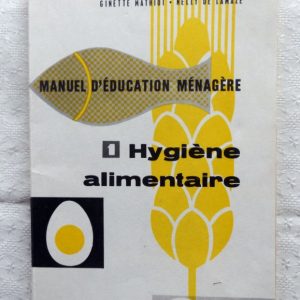 GINETTE MATHIOT • NELLY DE LAMAZE
MANUEL D'ÉDUCATION MÉNAGÈRE
1 Hygiène
alimentaire